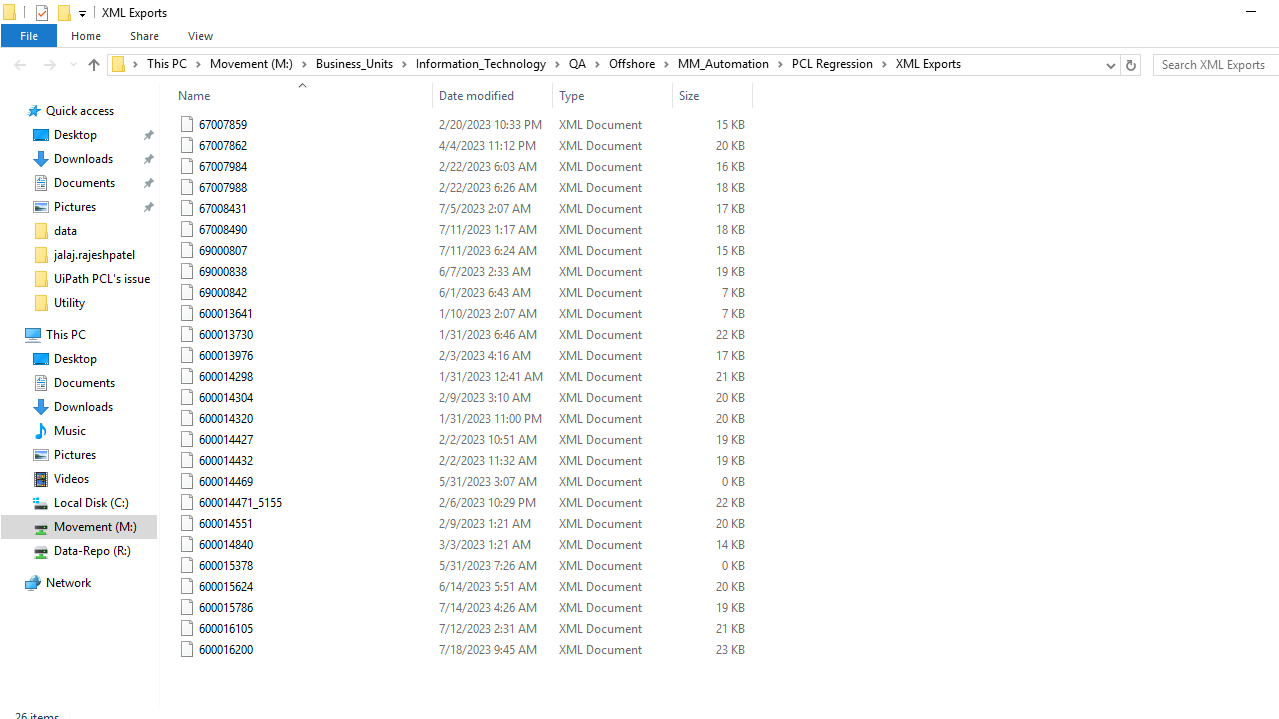 XML Exports
File Home Share View
This PC Movement (M:) Business_Units Information_Technology QA Offshore MM_Automation PCL Regression XML Exports Search XML Exports
Name Date modified Type Size
Quick access
Desktop
Downloads
Documents
Pictures
data
jalaj.rajeshpatel
UiPath PCL's issue
Utility
This PC
Desktop
Documents
Downloads
Music
Pictures
Videos
Local Disk (C:)
Movement (M:)
Data-Repo (R:)
Network
67007859 2/20/2023 10:33 PM XML Document 15 KB
67007862 4/4/2023 11:12 PM XML Document 20 KB
67007984 2/22/2023 6:03 AM XML Document 16 KB
67007988 2/22/2023 6:26 AM XML Document 18 KB
67008431 7/5/2023 2:07 AM XML Document 17 KB
67008490 7/11/2023 1:17 AM XML Document 18 KB
69000807 7/11/2023 6:24 AM XML Document 15 KB
69000838 6/7/2023 2:33 AM XML Document 19 KB
69000842 6/1/2023 6:43 AM XML Document 7 KB
600013641 1/10/2023 2:07 AM XML Document 7 KB
600013730 1/31/2023 6:46 AM XML Document 22 KB
600013976 2/3/2023 4:16 AM XML Document 17 KB
600014298 1/31/2023 12:41 AM XML Document 21 KB
600014304 2/9/2023 3:10 AM XML Document 20 KB
600014320 1/31/2023 11:00 PM XML Document 20 KB
600014427 2/2/2023 10:51 AM XML Document 19 KB
600014432 2/2/2023 11:32 AM XML Document 19 KB
600014469 5/31/2023 3:07 AM XML Document 0 KB
600014471_5155 2/6/2023 10:29 PM XML Document 22 KB
600014551 2/9/2023 1:21 AM XML Document 20 KB
600014840 3/3/2023 1:21 AM XML Document 14 KB
600015378 5/31/2023 7:26 AM XML Document 0 KB
600015624 6/14/2023 5:51 AM XML Document 20 KB
600015786 7/14/2023 4:26 AM XML Document 19 KB
600016105 7/12/2023 2:31 AM XML Document 21 KB
600016200 7/18/2023 9:45 AM XML Document 23 KB
26 items